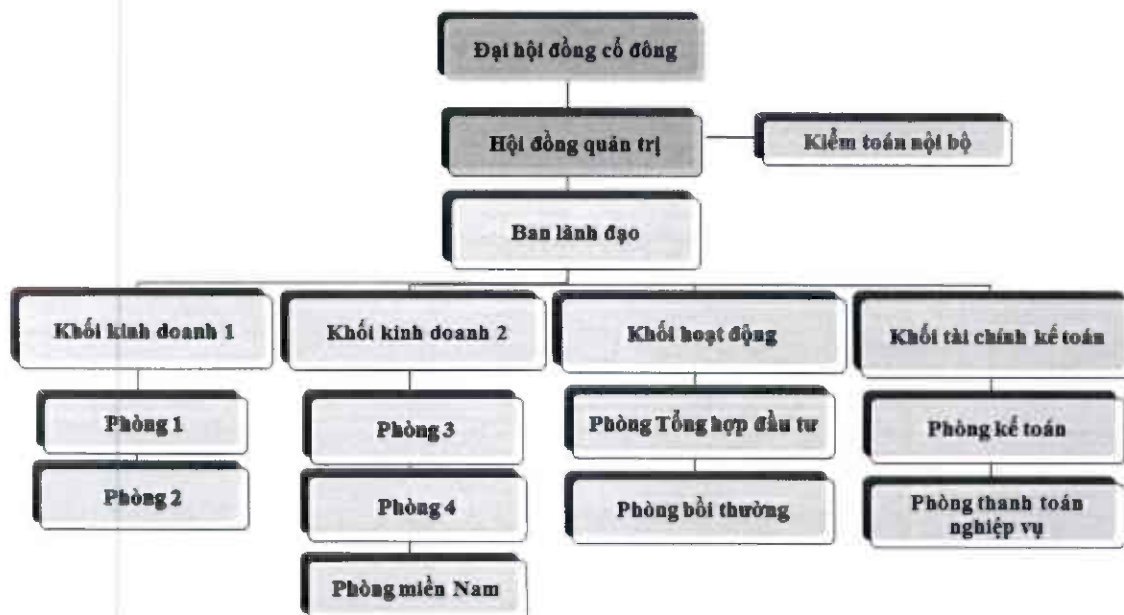 Đại hội đồng cổ đông
Hội đồng quản trị
Kiểm toán nội bộ
Ban lãnh đạo
Khối kinh doanh 1
Khối kinh doanh 2
Khối hoạt động
Khối tài chính kế toán
Phòng 1
Phòng 3
Phòng Tổng hợp đầu tư
Phòng kế toán
Phòng 2
Phòng 4
Phòng bồi thường
Phòng thanh toán
nghiệp vụ
Phòng miền Nam